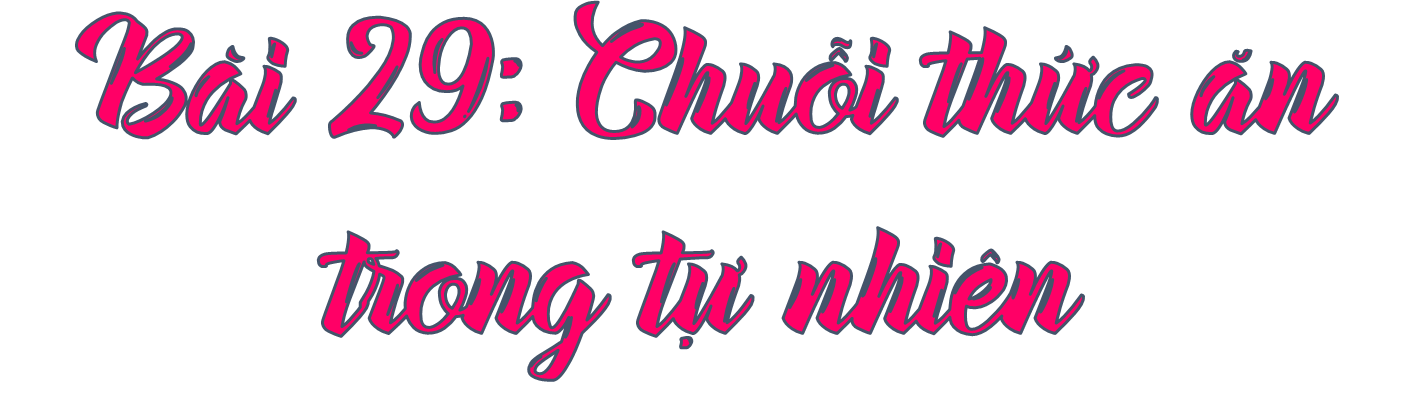 Bài 29: Chuỗi thức ăn
trong tự nhiên